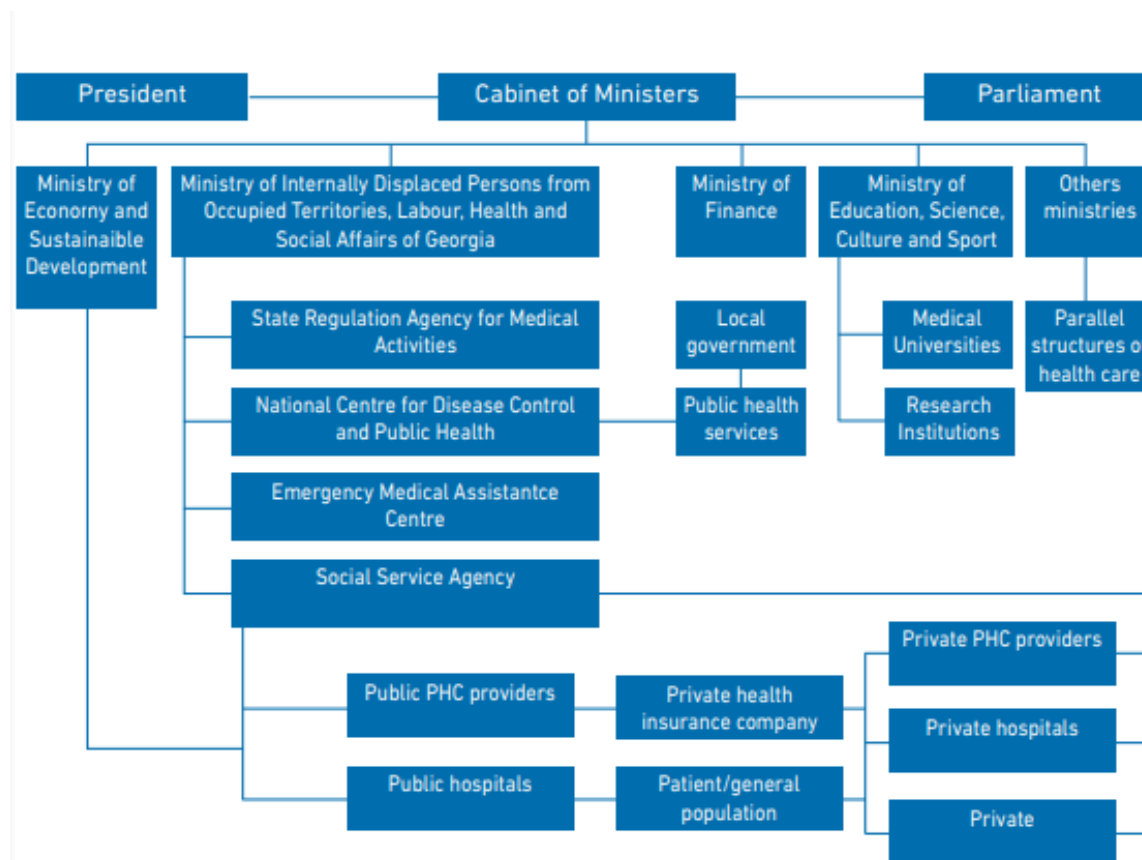 President
Cabinet of Ministers
Parliament
Ministry of
Economy and
Sustainaible
Development
Ministry of Internally Displaced Persons from
Occupied Territories, Labour, Health and
Social Affairs of Georgia
Ministry of
Finance
Ministry of
Education, Science,
Culture and Sport
Others
ministries
State Regulation Agency for Medical
Activities
Local
government
Medical
Universities
Parallel
structures o
health care
National Centre for Disease Control
and Public Health
Public health
services
Research
Institutions
Emergency Medical Assistantce
Centre
Social Service Agency
Public PHC providers
Private health
insurance company
Private PHC providers
Private hospitals
Public hospitals
Patient/general
population
Private